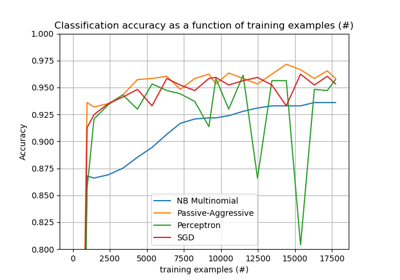 Classification accuracy as a function of training examples (#)
1.000
0.975
0.950
0.925
0.900
0.875
0.850
0.825
0.800
Accuracy
NB Multinomial
Passive-Aggressive
Perceptron
SGD
0 2500 5000 7500 10000 12500 15000 17500
training examples (#)